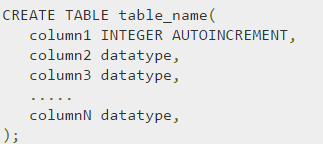 CREATE TABLE table_name(
   column1 INTEGER AUTOINCREMENT,
   column2 datatype,
   column3 datatype,
   .....
   columnN datatype,
);